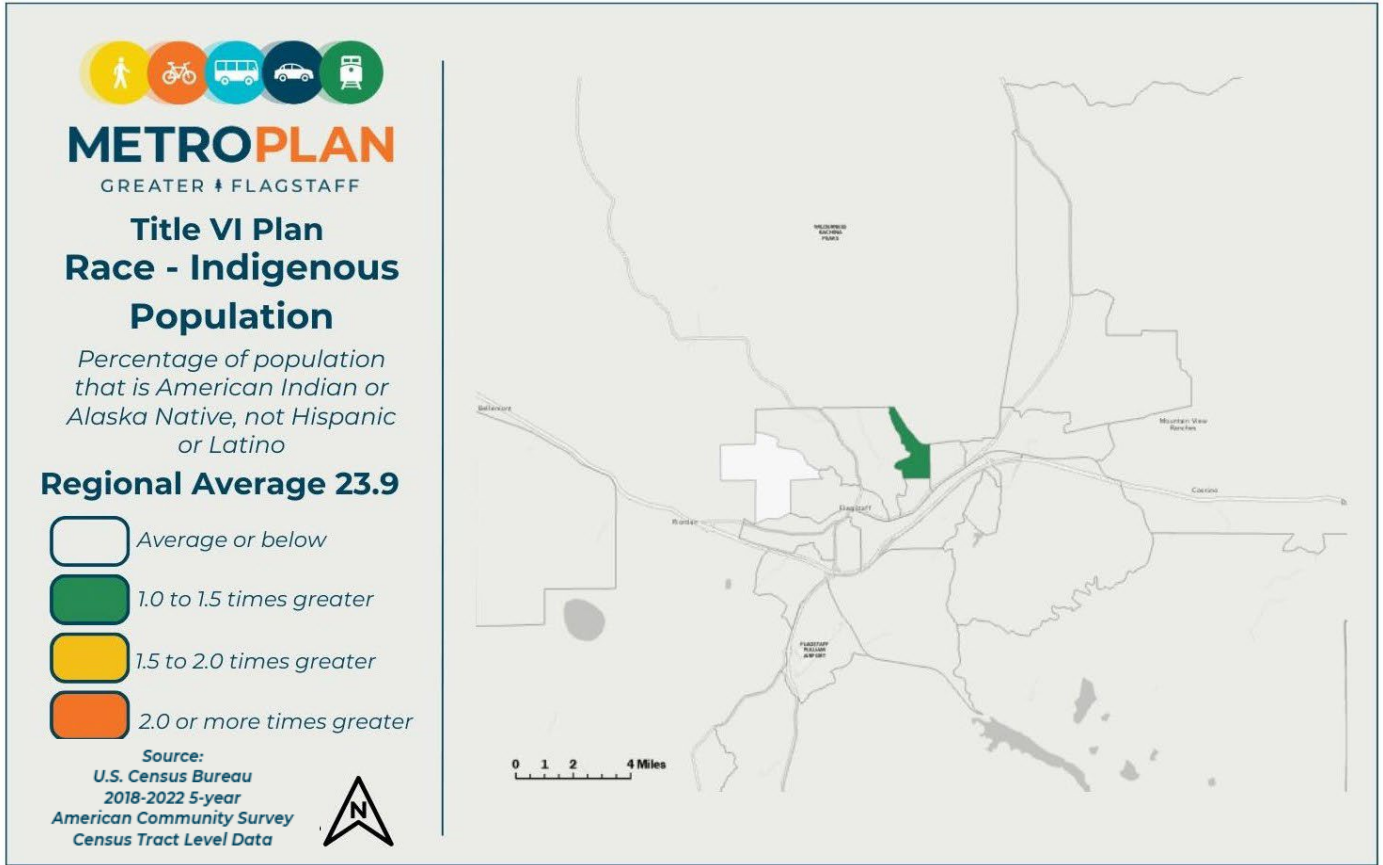 METROPLAN
GREATER FLAGSTAFF
Title VI Plan
Race - Indigenous
Population
Percentage of population
that is American Indian or
Alaska Native, not Hispanic
or Latino
Regional Average 23.9
Average or below
1.0 to 1.5 times greater
1.5 to 2.0 times greater
2.0 or more times greater
Source:
U.S. Census Bureau
2018-2022 5-year
American Community Survey
Census Tract Level Data
N
WILDERNESS
KACHINA
PEAKS
Bellemont
Mountain View
Ranches
Cosnino
Flagstaff
Riordan
FLAGSTAFF
PULLIAM
AIRPORT
0 1 2 4 Miles